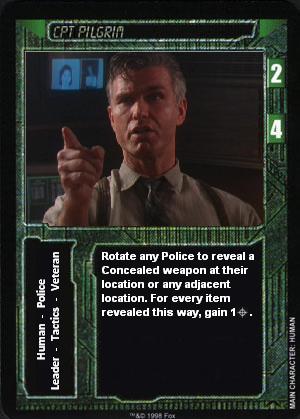 CPT PILGRIM
2
4
Human - Police
Leader - Tactics - Veteran
Rotate any Police to reveal a
Concealed weapon at their
location or any adjacent
location. For every item
revealed this way, gain 1⌖.
MAIN CHARACTER: HUMAN
™&© 1998 Fox